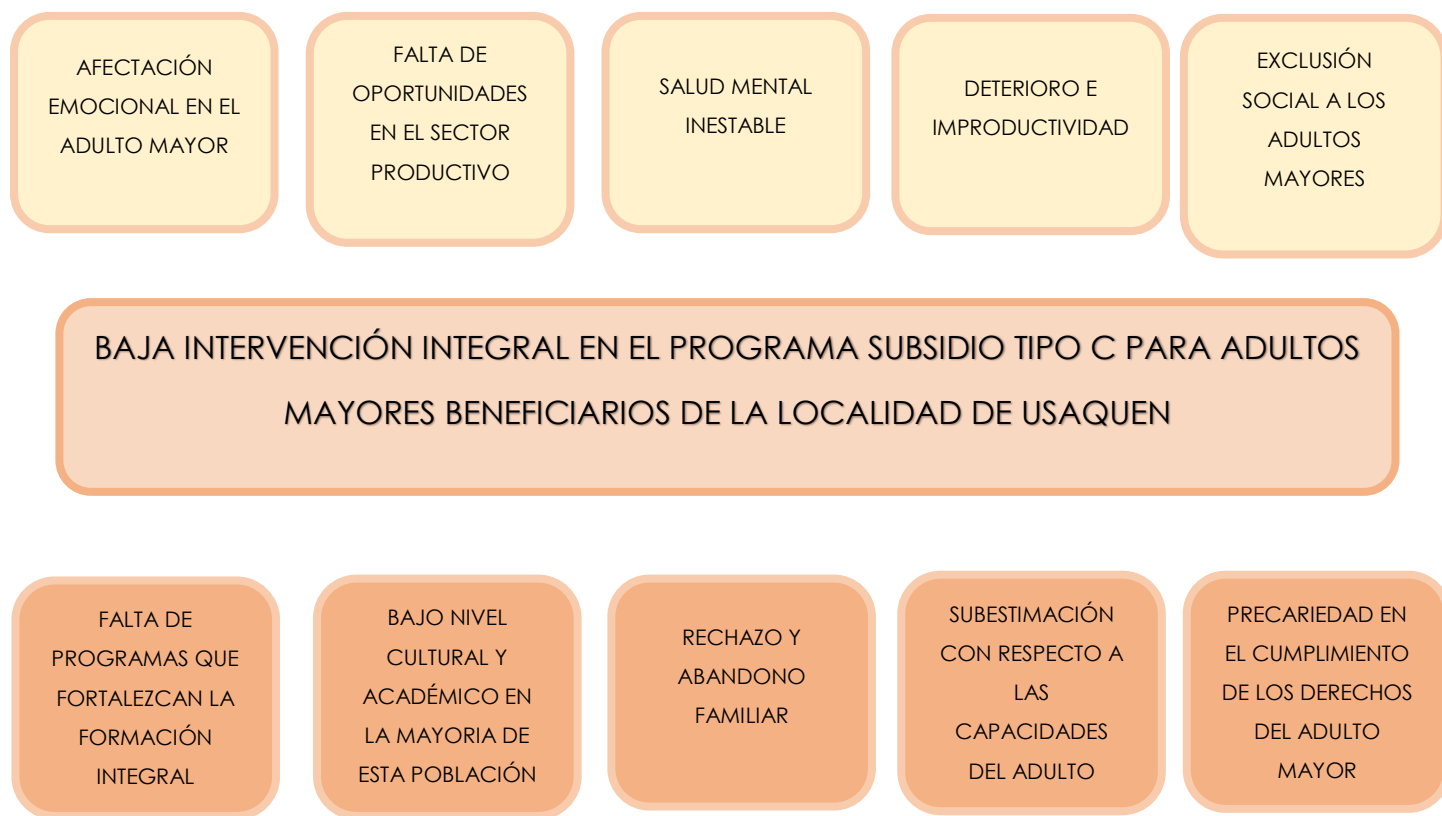 AFECTACIÓN
EMOCIONAL EN EL
ADULTO MAYOR
FALTA DE
OPORTUNIDADES
EN EL SECTOR
PRODUCTIVO
SALUD MENTAL
INESTABLE
DETERIORO E
IMPRODUCTIVIDAD
EXCLUSIÓN
SOCIAL A LOS
ADULTOS
MAYORES
BAJA INTERVENCIÓN INTEGRAL EN EL PROGRAMA SUBSIDIO TIPO C PARA ADULTOS
MAYORES BENEFICIARIOS DE LA LOCALIDAD DE USAQUEN
FALTA DE
PROGRAMAS QUE
FORTALEZCAN LA
FORMACIÓN
INTEGRAL
BAJO NIVEL
CULTURAL Y
ACADÉMICO EN
LA MAYORIA DE
ESTA POBLACIÓN
RECHAZO Y
ABANDONO
FAMILIAR
SUBESTIMACIÓN
CON RESPECTO A
LAS
CAPACIDADES
DEL ADULTO
PRECARIEDAD EN
EL CUMPLIMIENTO
DE LOS DERECHOS
DEL ADULTO
MAYOR